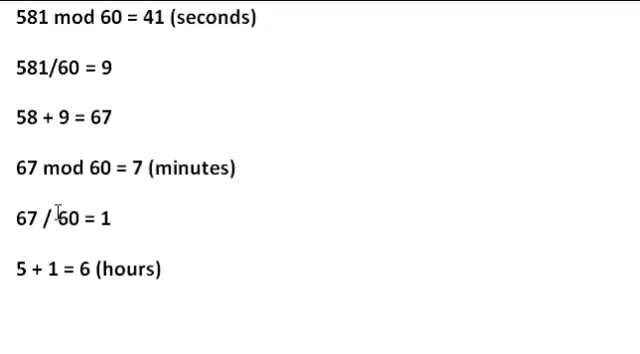 581 mod 60 = 41 (seconds)
581/60 = 9
58 + 9 = 67
67 mod 60 = 7 (minutes)
67 / 60 = 1
5 + 1 = 6 (hours)